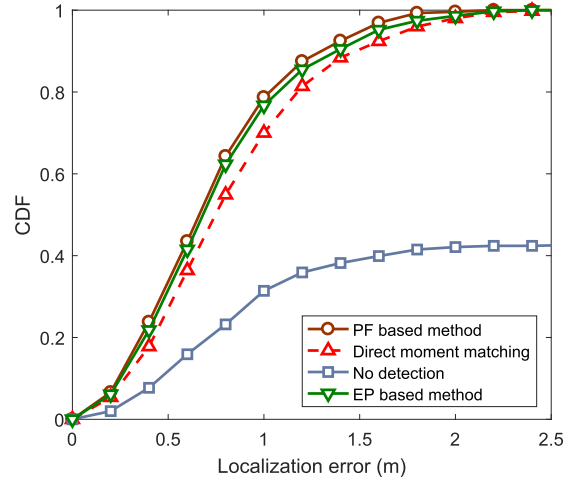 1
0.8
0.6
0.4
0.2
0
CDF
0 0.5 1 1.5 2 2.5
Localization error (m)
PF based method
Direct moment matching
No detection
EP based method